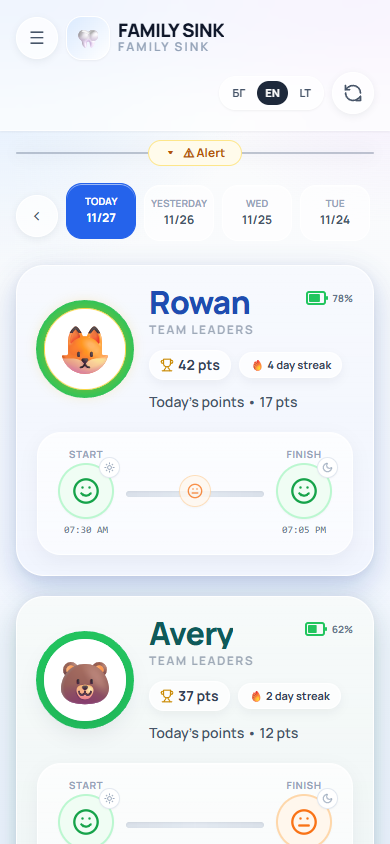 FAMILY SINK
FAMILY SINK
БГ EN LT
Alert
TODAY
11/27
YESTERDAY
11/26
WED
11/25
TUE
11/24
Rowan
78%
TEAM LEADERS
42 pts
4 day streak
Today's points • 17 pts
START
FINISH
07:30 AM
07:05 PM
Avery
62%
TEAM LEADERS
37 pts
2 day streak
Today's points • 12 pts
START
FINISH